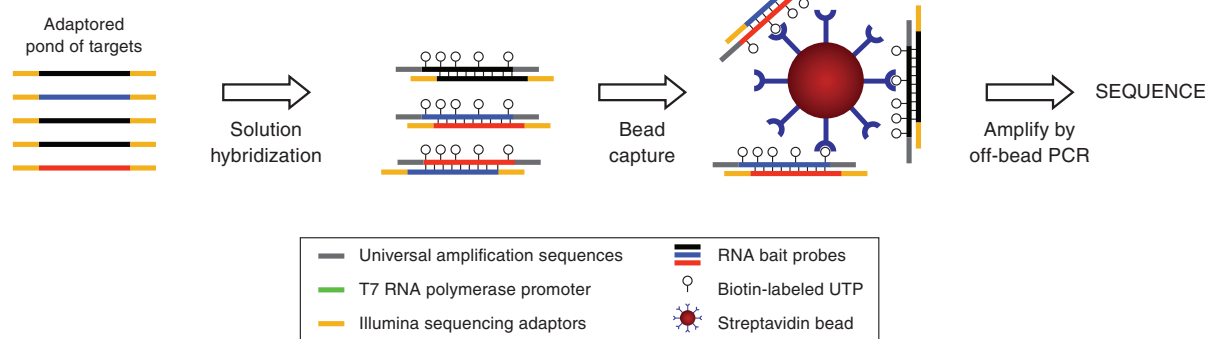 Adaptored
pond of targets
Solution
hybridization
Bead
capture
Amplify by
off-bead PCR
SEQUENCE
Universal amplification sequences
T7 RNA polymerase promoter
Illumina sequencing adaptors
RNA bait probes
Biotin-labeled UTP
Streptavidin bead